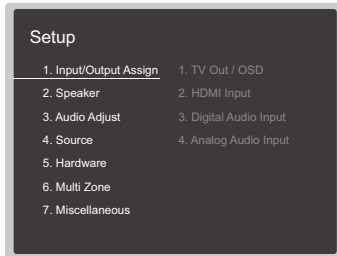 Setup
1. Input/Output Assign
2. Speaker
3. Audio Adjust
4. Source
5. Hardware
6. Multi Zone
7. Miscellaneous
1. TV Out / OSD
2. HDMI Input
3. Digital Audio Input
4. Analog Audio Input